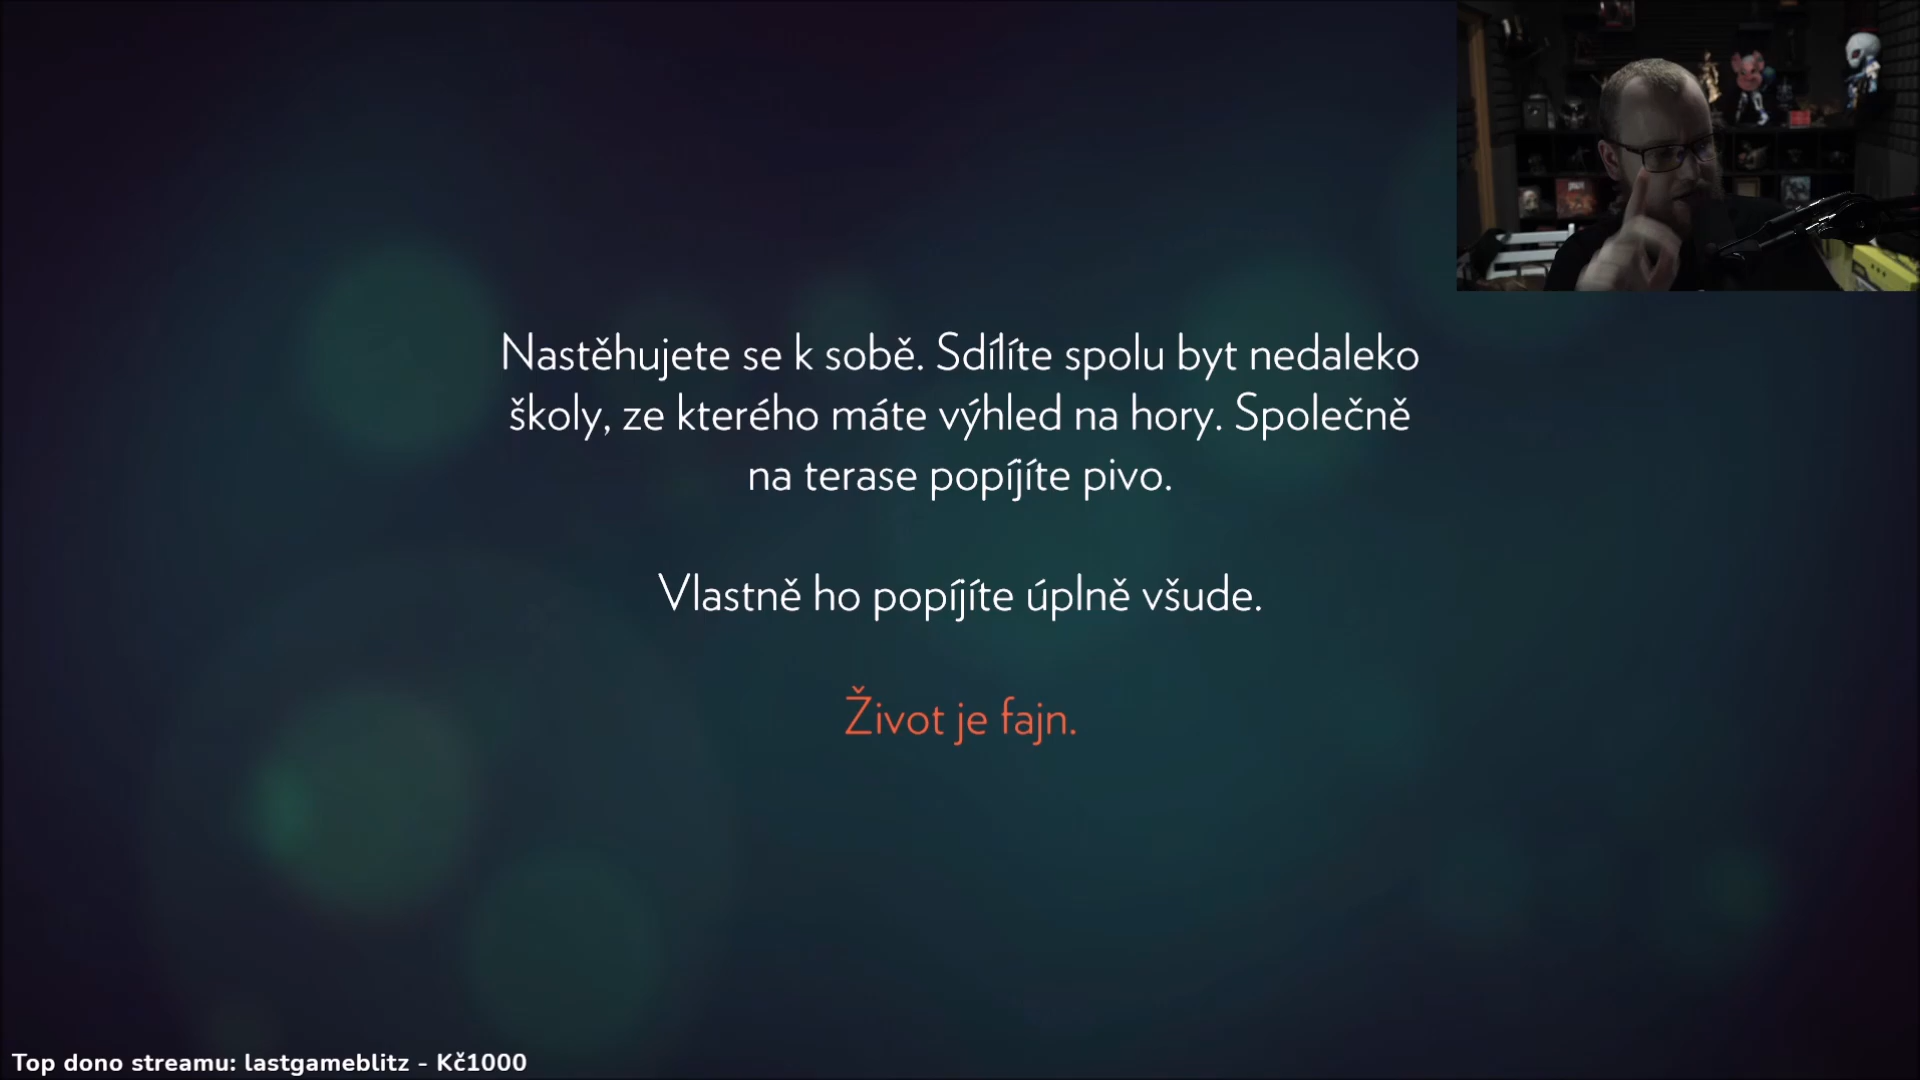 Nastěhujete se k sobě. Sdílíte spolu byt nedaleko
školy, ze kterého máte výhled na hory. Společně
na terase popíjíte pivo.
Vlastně ho popíjíte úplně všude.
Život je fajn.
Top dono streamu: lastgameblitz - Kč1000